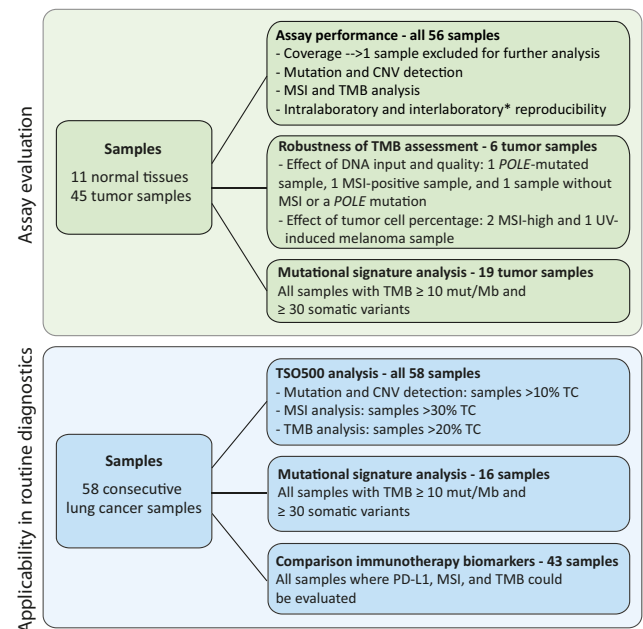 Assay evaluation
Samples
11 normal tissues
45 tumor samples
Assay performance - all 56 samples
- Coverage -->1 sample excluded for further analysis
- Mutation and CNV detection
- MSI and TMB analysis
- Intralaboratory and interlaboratory* reproducibility
Robustness of TMB assessment - 6 tumor samples
- Effect of DNA input and quality: 1 POLE-mutated
sample, 1 MSI-positive sample, and 1 sample without
MSI or a POLE mutation
- Effect of tumor cell percentage: 2 MSI-high and 1 UV-
induced melanoma sample
Mutational signature analysis - 19 tumor samples
All samples with TMB ≥ 10 mut/Mb and
≥ 30 somatic variants
Applicability in routine diagnostics
Samples
58 consecutive
lung cancer samples
TSO500 analysis - all 58 samples
- Mutation and CNV detection: samples >10% TC
- MSI analysis: samples >30% TC
- TMB analysis: samples >20% TC
Mutational signature analysis - 16 samples
All samples with TMB ≥ 10 mut/Mb and
≥ 30 somatic variants
Comparison immunotherapy biomarkers - 43 samples
All samples where PD-L1, MSI, and TMB could
be evaluated